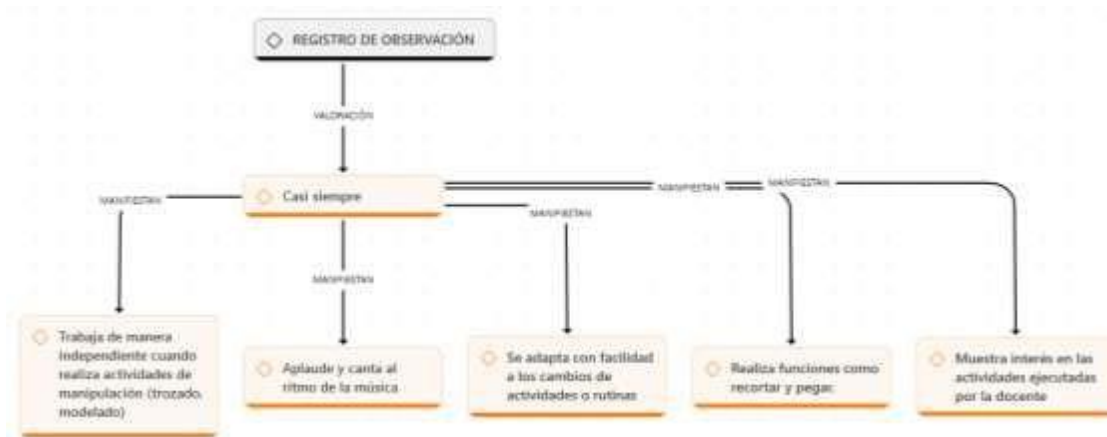 REGISTRO DE OBSERVACIÓN
VALORACIÓN
Casi siempre
MANIFIESTAN
MANIFIESTAN
MANIFIESTAN
MANIFIESTAN
MANIFIESTAN
Trabaja de manera
independiente cuando
realiza actividades de
manipulación (trozado,
modelado)
Aplaude y canta al
ritmo de la música
Se adapta con facilidad
a los cambios de
actividades o rutinas
Realiza funciones como
recortar y pegar.
Muestra interés en las
actividades ejecutadas
por la docente